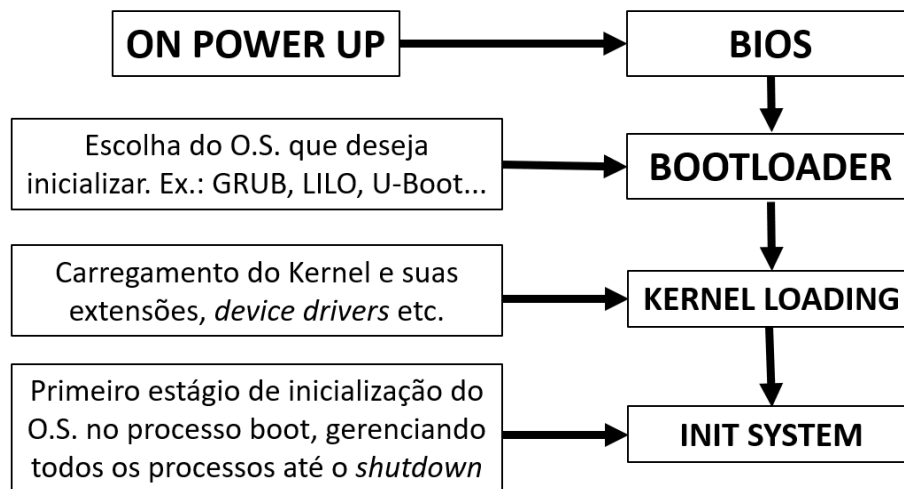 ON POWER UP
BIOS
Escolha do O.S. que deseja
inicializar. Ex.: GRUB, LILO, U-Boot...
BOOTLOADER
Carregamento do Kernel e suas
extensões, device drivers etc.
KERNEL LOADING
Primeiro estágio de inicialização do
O.S. no processo boot, gerenciando
todos os processos até o shutdown
INIT SYSTEM